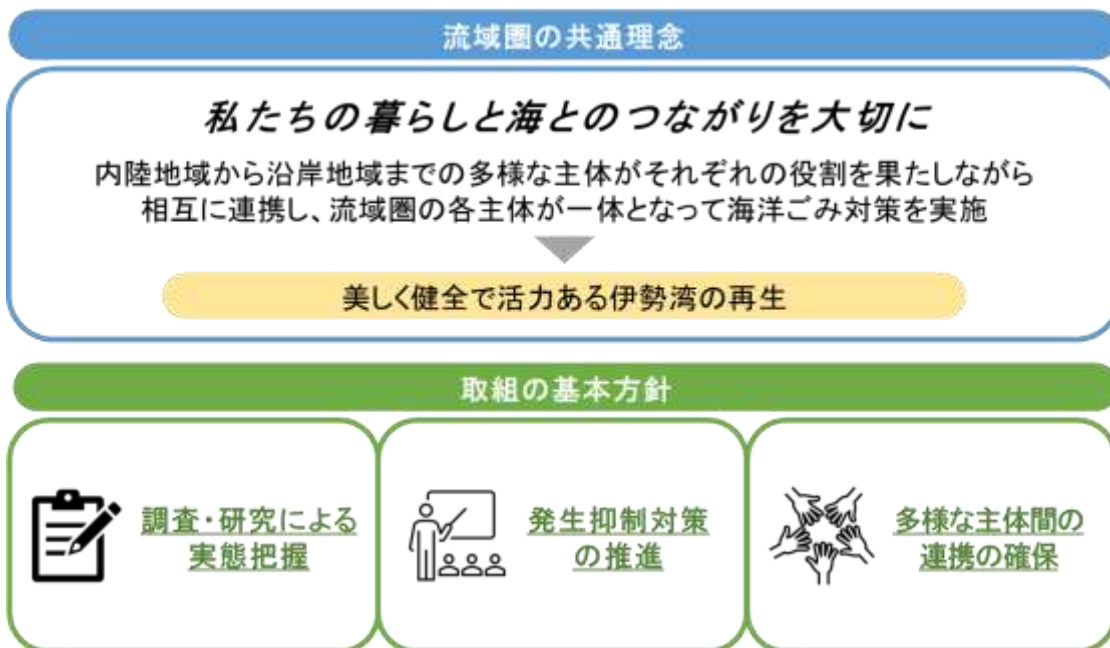 流域圏の共通理念
私たちの暮らしと海とのつながりを大切に
内陸地域から沿岸地域までの多様な主体がそれぞれの役割を果たしながら
相互に連携し、流域圏の各主体が一体となって海洋ごみ対策を実施
美しく健全で活力ある伊勢湾の再生
取組の基本方針
調査・研究による
実態把握
発生抑制対策
の推進
多様な主体間の
連携の確保